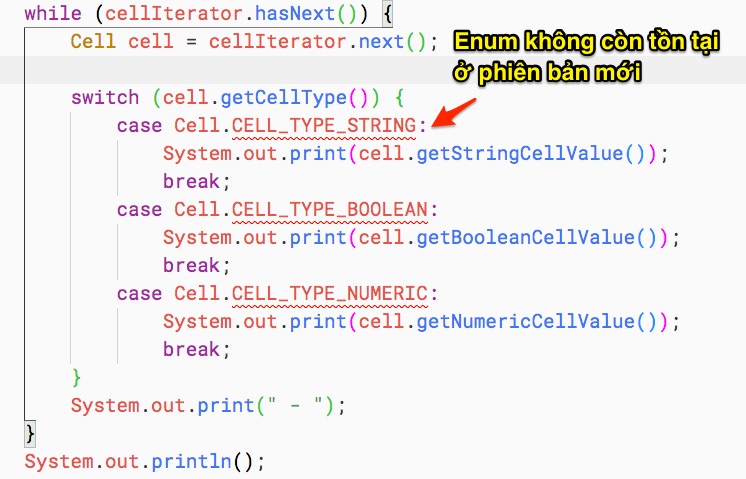 while (cellIterator.hasNext()) {
Cell cell = cellIterator.next();
Enum không còn tồn tại
ở phiên bản mới
switch (cell.getCellType()) {
case Cell.CELL_TYPE_STRING:
System.out.print(cell.getStringCellValue());
break;
case Cell.CELL_TYPE_BOOLEAN:
System.out.print(cell.getBooleanCellValue());
break;
case Cell.CELL_TYPE_NUMERIC:
System.out.print(cell.getNumericCellValue());
break;
}
System.out.print(" - ");
}
System.out.println();